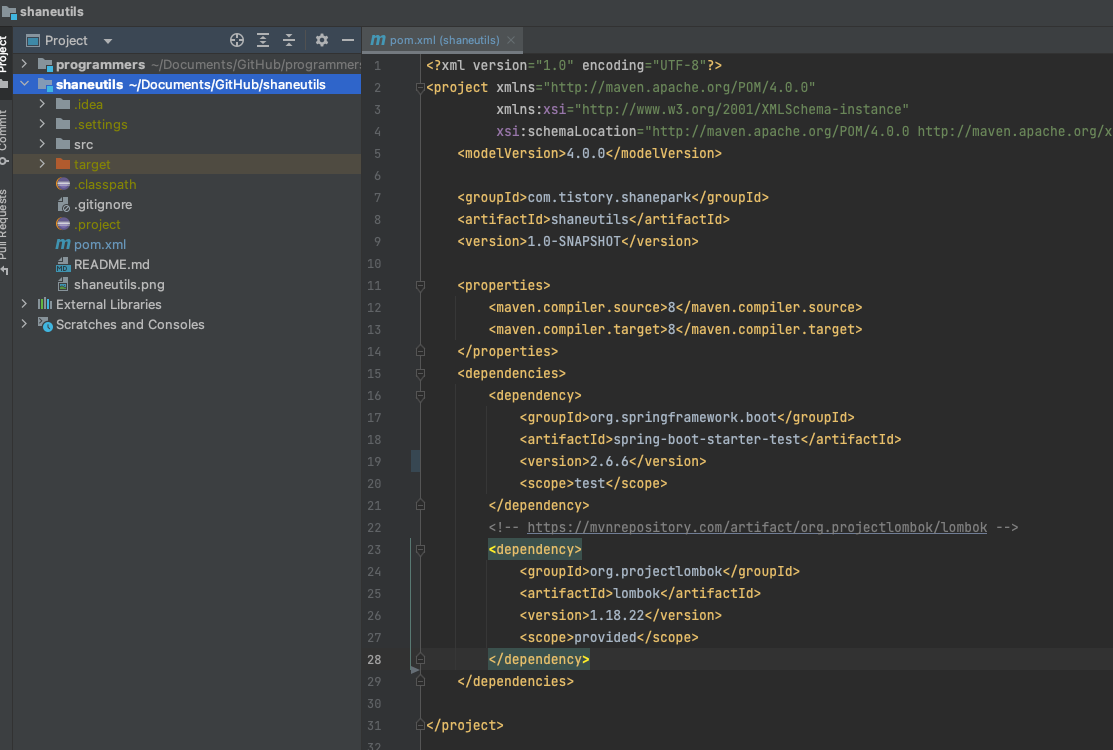 shaneutils
Project
Commit
Pull Requests
Project
programmers ~/Documents/GitHub/programmers
shaneutils ~/Documents/GitHub/shaneutils
.idea
.settings
src
target
.classpath
.gitignore
.project
pom.xml
README.md
shaneutils.png
External Libraries
Scratches and Consoles
pom.xml (shaneutils)
1 <?xml version="1.0" encoding="UTF-8"?>
2 <project xmlns="http://maven.apache.org/POM/4.0.0"
3 xmlns:xsi="http://www.w3.org/2001/XMLSchema-instance"
4 xsi:schemaLocation="http://maven.apache.org/POM/4.0.0 http://maven.apache.org/x
5 <modelVersion>4.0.0</modelVersion>
6
7 <groupId>com.tistory.shanepark</groupId>
8 <artifactId>shaneutils</artifactId>
9 <version>1.0-SNAPSHOT</version>
10
11 <properties>
12 <maven.compiler.source>8</maven.compiler.source>
13 <maven.compiler.target>8</maven.compiler.target>
14 </properties>
15 <dependencies>
16 <dependency>
17 <groupId>org.springframework.boot</groupId>
18 <artifactId>spring-boot-starter-test</artifactId>
19 <version>2.6.6</version>
20 <scope>test</scope>
21 </dependency>
22 <!-- https://mvnrepository.com/artifact/org.projectlombok/lombok -->
23 <dependency>
24 <groupId>org.projectlombok</groupId>
25 <artifactId>lombok</artifactId>
26 <version>1.18.22</version>
27 <scope>provided</scope>
28 </dependency>
29 </dependencies>
30
31 </project>
32